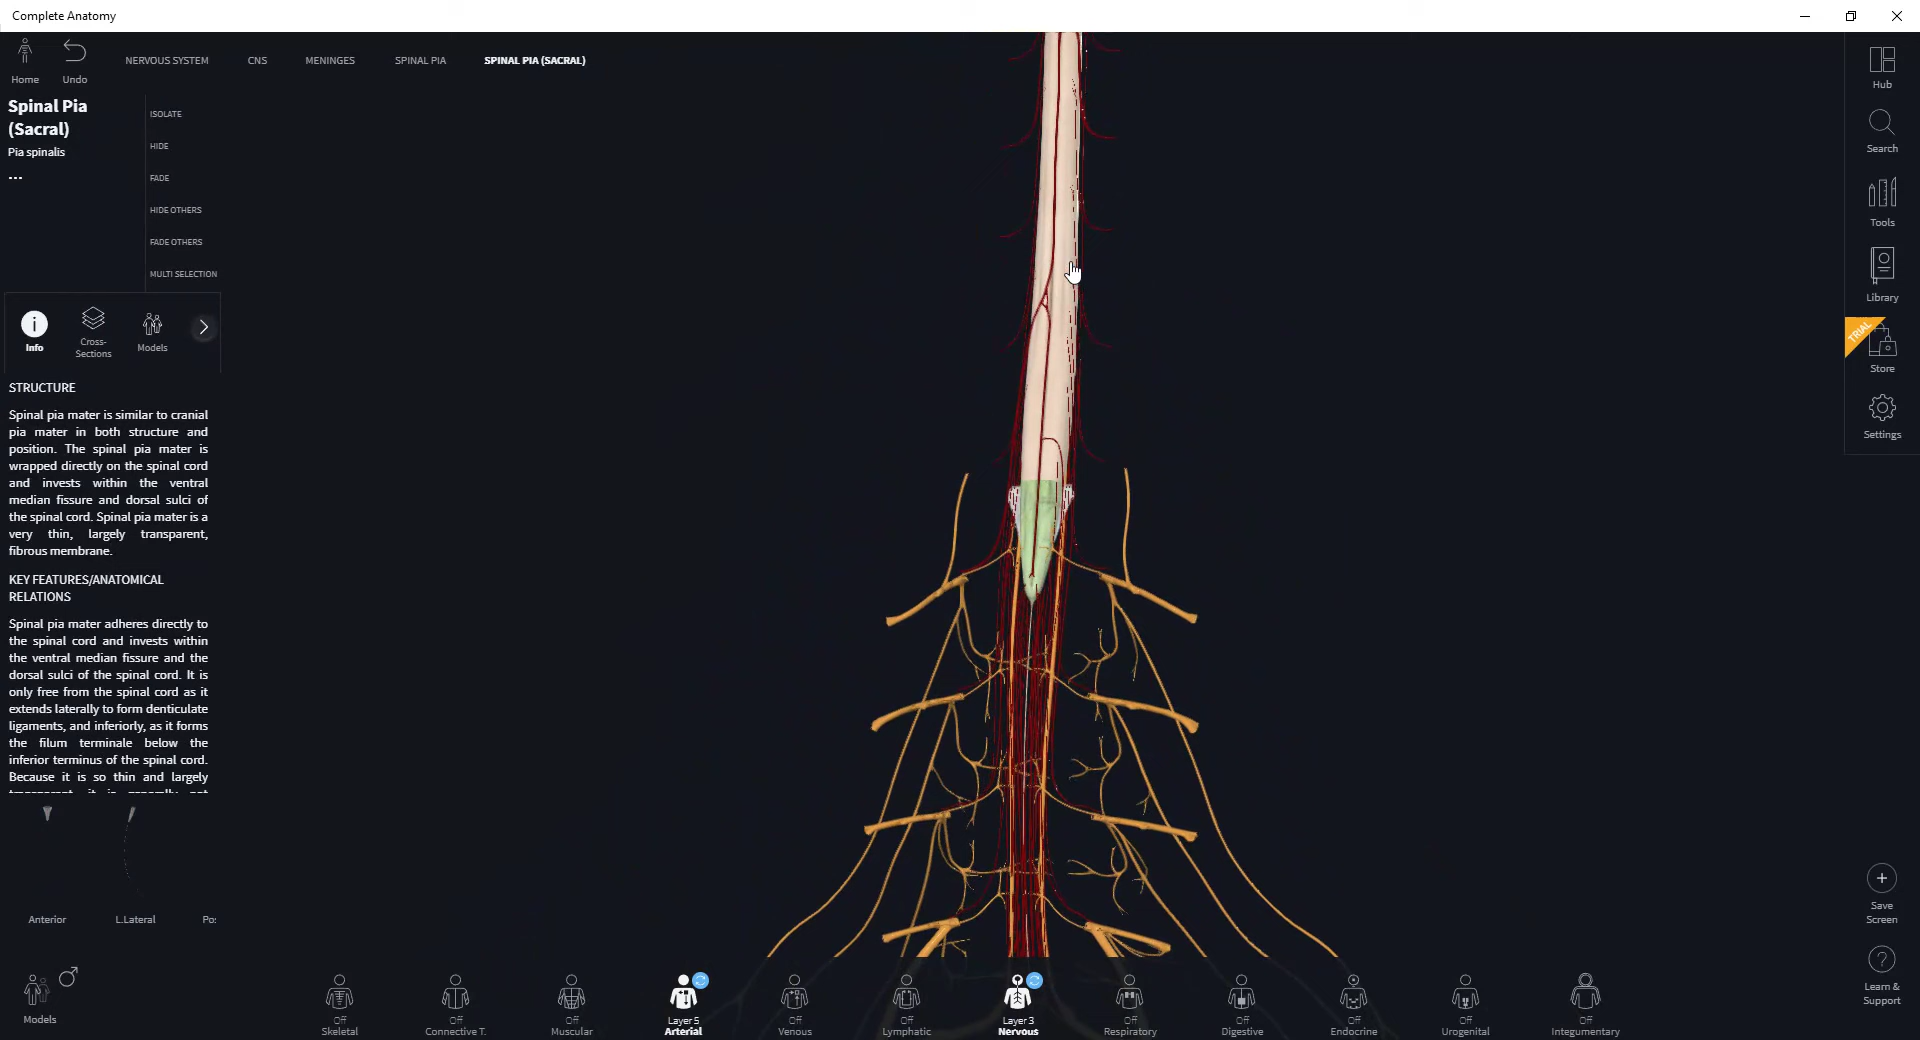 Complete Anatomy
Home
Undo
NERVOUS SYSTEM
CNS
MENINGES
SPINAL PIA
SPINAL PIA (SACRAL)
Spinal Pia
(Sacral)
Pia spinalis
...
ISOLATE
HIDE
FADE
HIDE OTHERS
FADE OTHERS
MULTI SELECTION
Info
Cross-
Sections
Models
STRUCTURE
Spinal pia mater is similar to cranial
pia mater in both structure and
position. The spinal pia mater is
wrapped directly on the spinal cord
and invests within the ventral
median fissure and dorsal sulci of
the spinal cord. Spinal pia mater is a
very thin, largely transparent,
fibrous membrane.
KEY FEATURES/ANATOMICAL
RELATIONS
Spinal pia mater adheres directly to
the spinal cord and invests within
the ventral median fissure and the
dorsal sulci of the spinal cord. It is
only free from the spinal cord as it
extends laterally to form denticulate
ligaments, and inferiorly, as it forms
the filum terminale below the
inferior terminus of the spinal cord.
Because it is so thin and largely
Anterior
L.Lateral
Po:
Models
Off
Skeletal
Off
Connective T.
Off
Muscular
Layer 5
Arterial
Off
Venous
Off
Lymphatic
Layer 3
Nervous
Off
Respiratory
Off
Digestive
Off
Endocrine
Off
Urogenital
Off
Integumentary
Hub
Search
Tools
Library
TRIAL
Store
Settings
Save
Screen
Learn &
Support